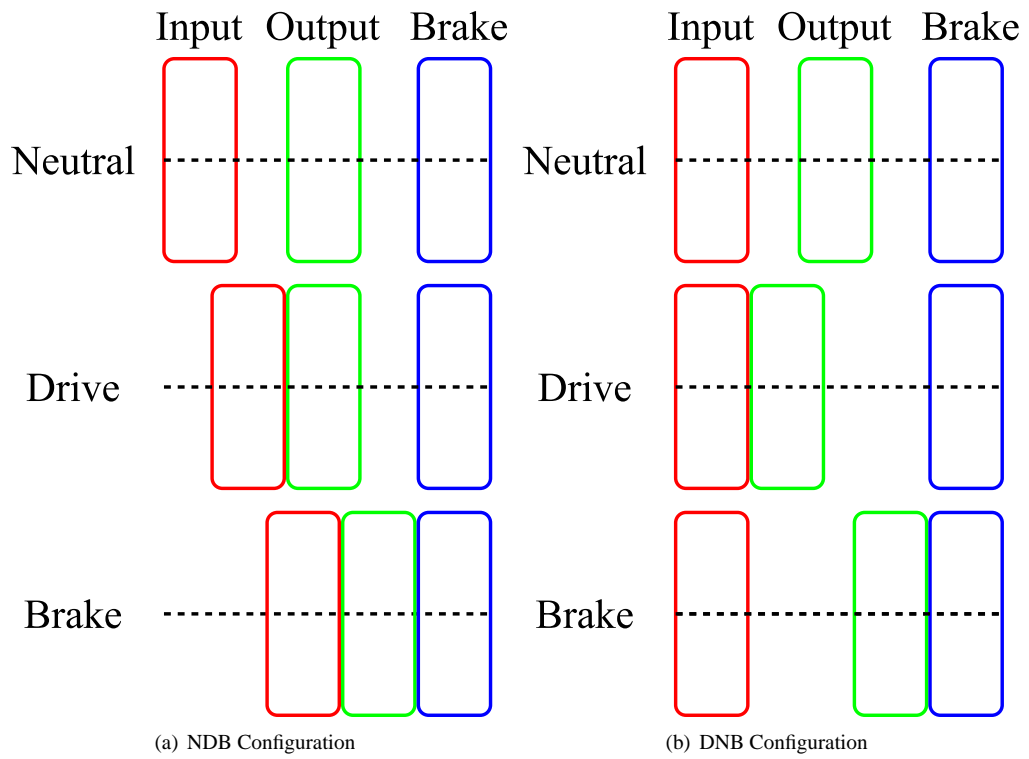 Input Output Brake Input Output Brake
Neutral Neutral
Drive Drive
Brake Brake
(a) NDB Configuration (b) DNB Configuration